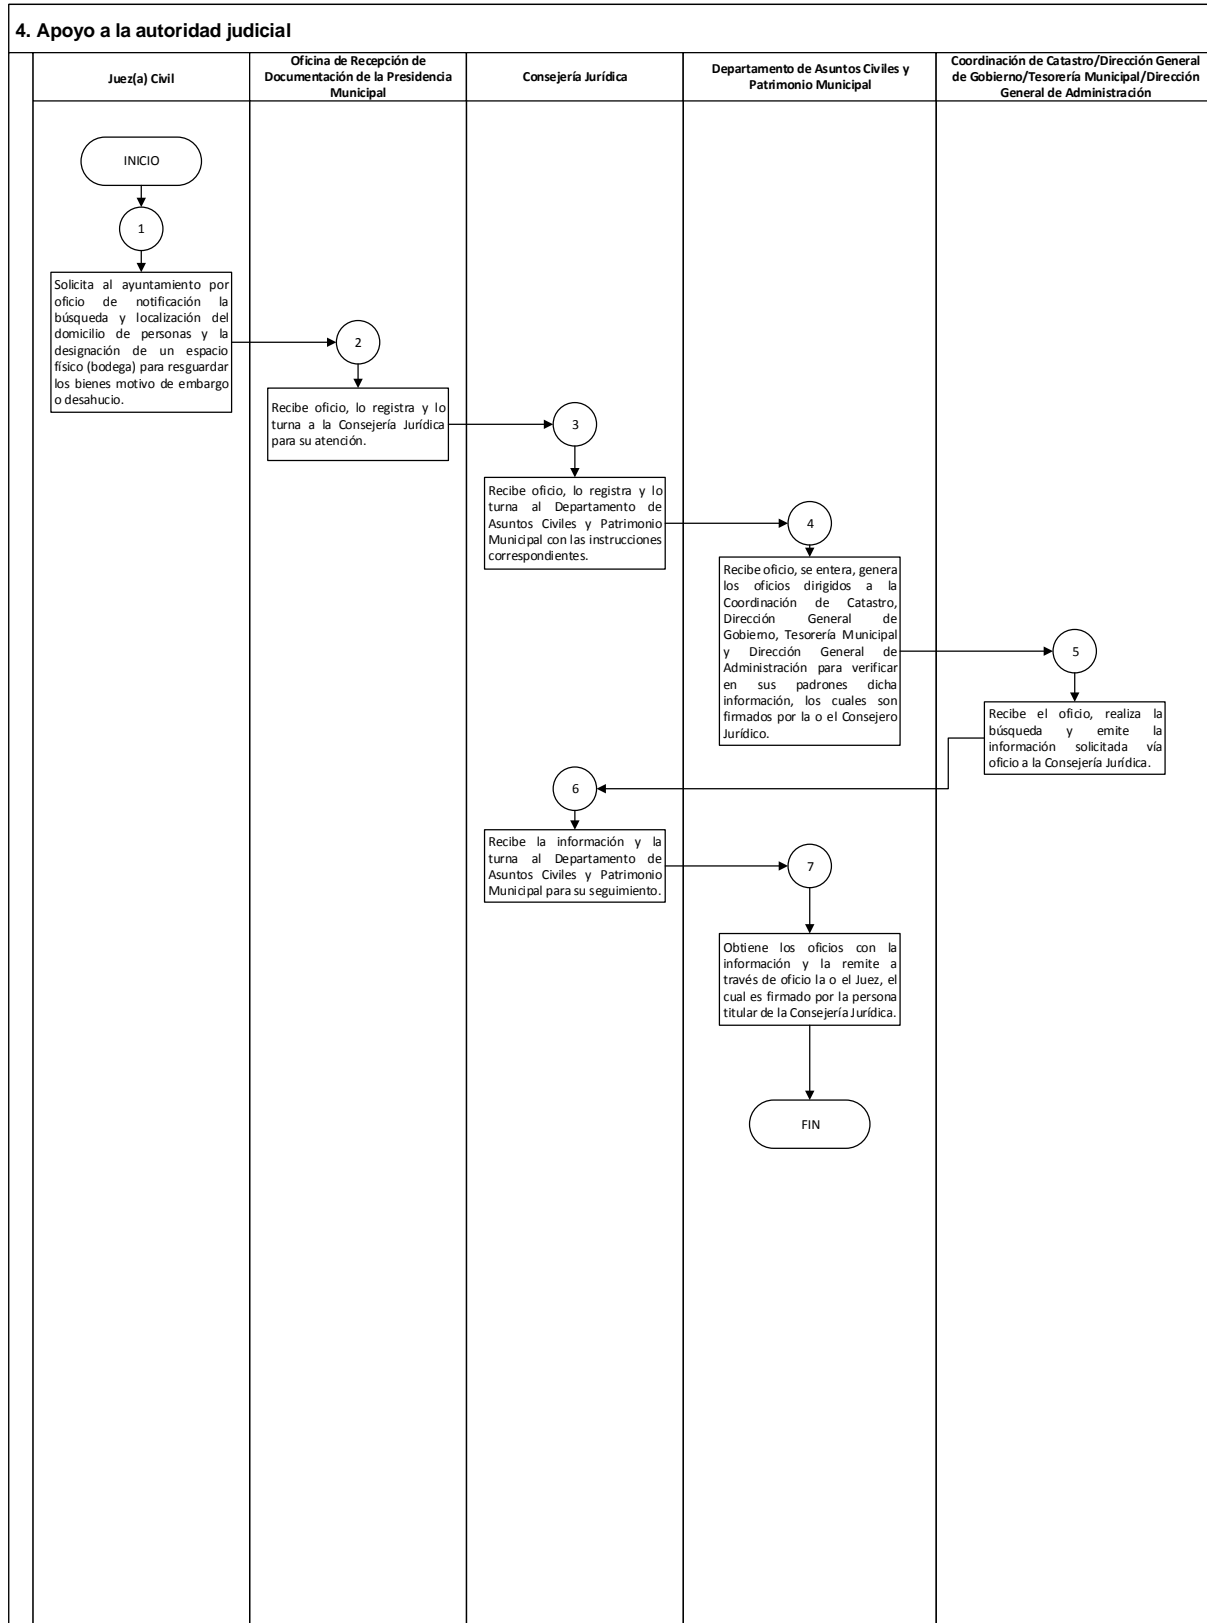 4. Apoyo a la autoridad judicial
Juez(a) Civil
Oficina de Recepción de
Documentación de la Presidencia
Municipal
Consejería Jurídica
Departamento de Asuntos Civiles y
Patrimonio Municipal
Coordinación de Catastro/Dirección General
de Gobierno/Tesorería Municipal/Dirección
General de Administración
INICIO
1
Solicita al ayuntamiento por
oficio de notificación la
búsqueda y localización del
domicilio de personas y la
designación de un espacio
físico (bodega) para resguardar
los bienes motivo de embargo
o desahucio.
2
Recibe oficio, lo registra y lo
turna a la Consejería Jurídica
para su atención.
3
Recibe oficio, lo registra y lo
turna al Departamento de
Asuntos Civiles y Patrimonio
Municipal con las instrucciones
correspondientes.
4
Recibe oficio, se entera, genera
los oficios dirigidos a la
Coordinación de Catastro,
Dirección General de
Gobierno, Tesorería Municipal
y Dirección General de
Administración para verificar
en sus padrones dicha
información, los cuales son
firmados por la o el Consejero
Jurídico.
5
Recibe el oficio, realiza la
búsqueda y emite la
información solicitada vía
oficio a la Consejería Jurídica.
6
Recibe la información y la
turna al Departamento de
Asuntos Civiles y Patrimonio
Municipal para su seguimiento.
7
Obtiene los oficios con la
información y la remite a
través de oficio la o el Juez, el
cual es firmado por la persona
titular de la Consejería Jurídica.
FIN